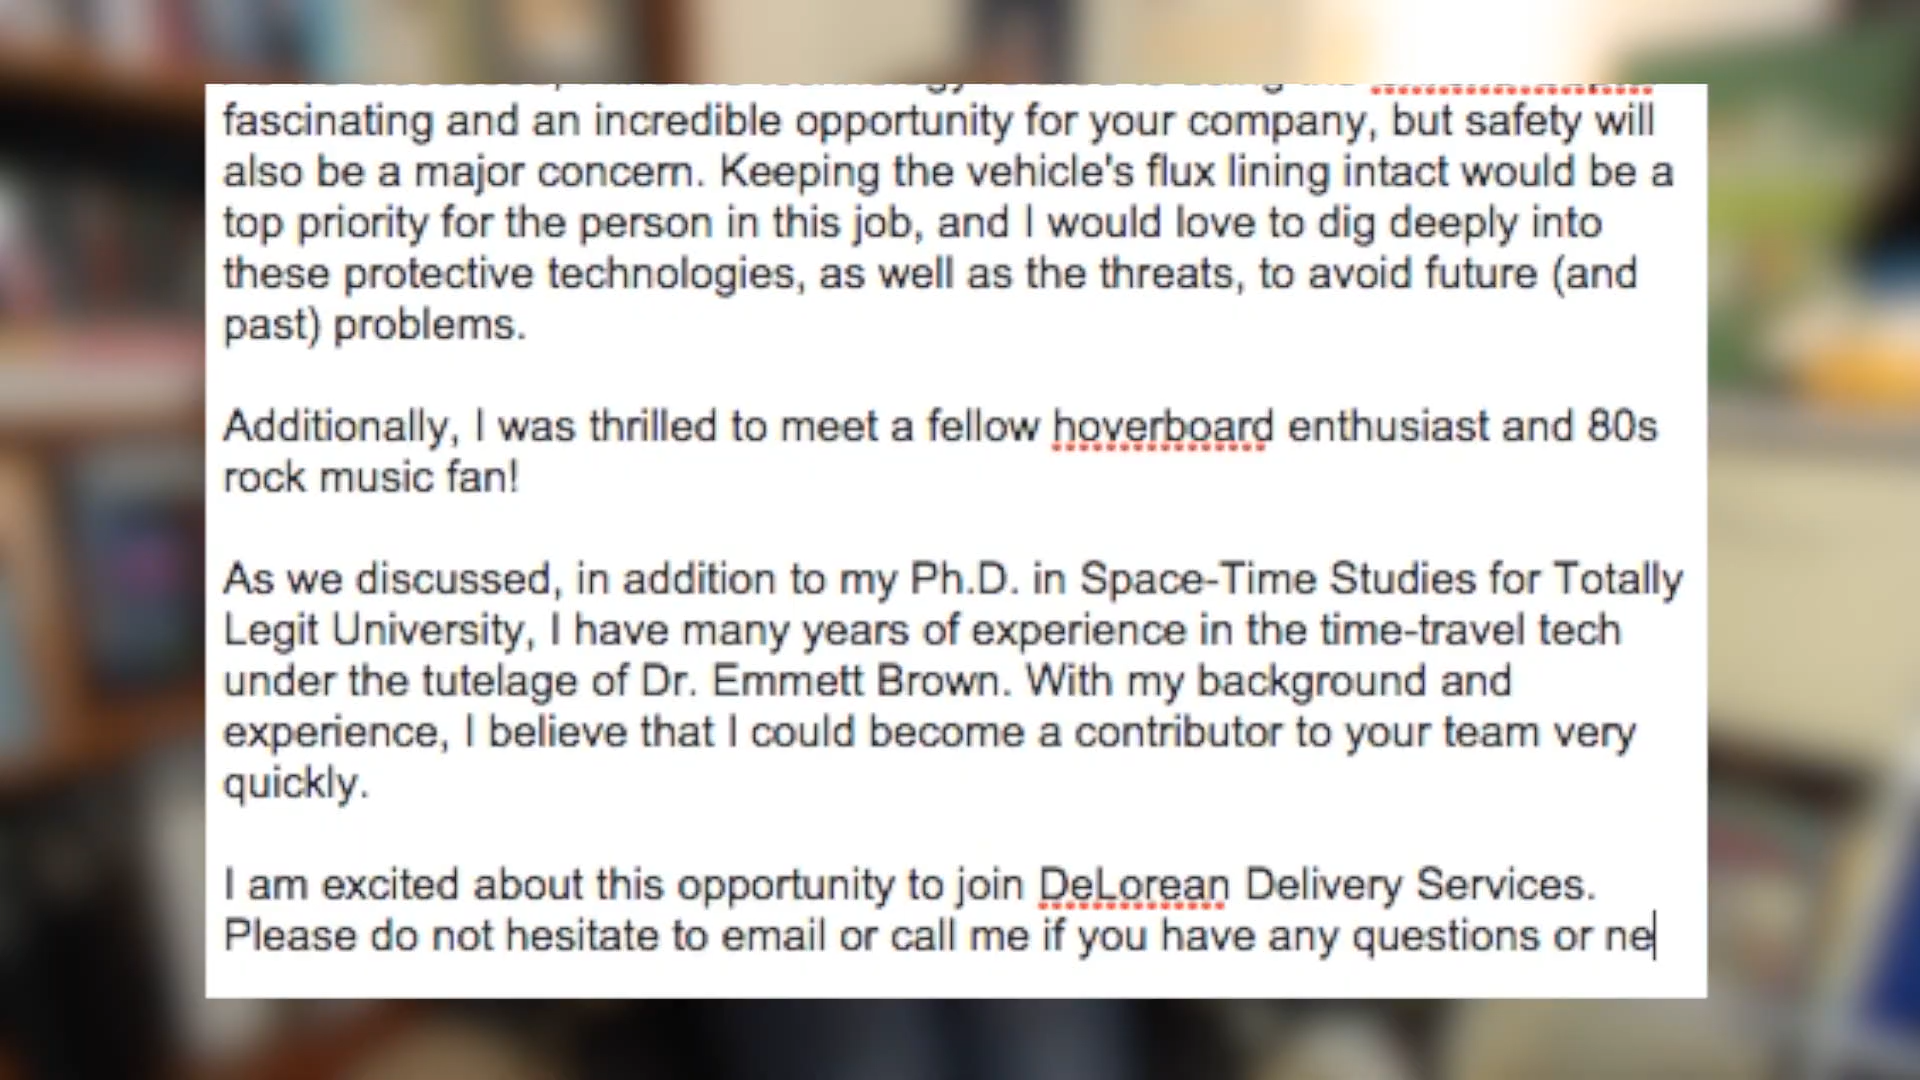 fascinating and an incredible opportunity for your company, but safety will
also be a major concern. Keeping the vehicle's flux lining intact would be a
top priority for the person in this job, and I would love to dig deeply into
these protective technologies, as well as the threats, to avoid future (and
past) problems.
Additionally, I was thrilled to meet a fellow hoverboard enthusiast and 80s
rock music fan!
As we discussed, in addition to my Ph.D. in Space-Time Studies for Totally
Legit University, I have many years of experience in the time-travel tech
under the tutelage of Dr. Emmett Brown. With my background and
experience, I believe that I could become a contributor to your team very
quickly.
I am excited about this opportunity to join DeLorean Delivery Services.
Please do not hesitate to email or call me if you have any questions or ne